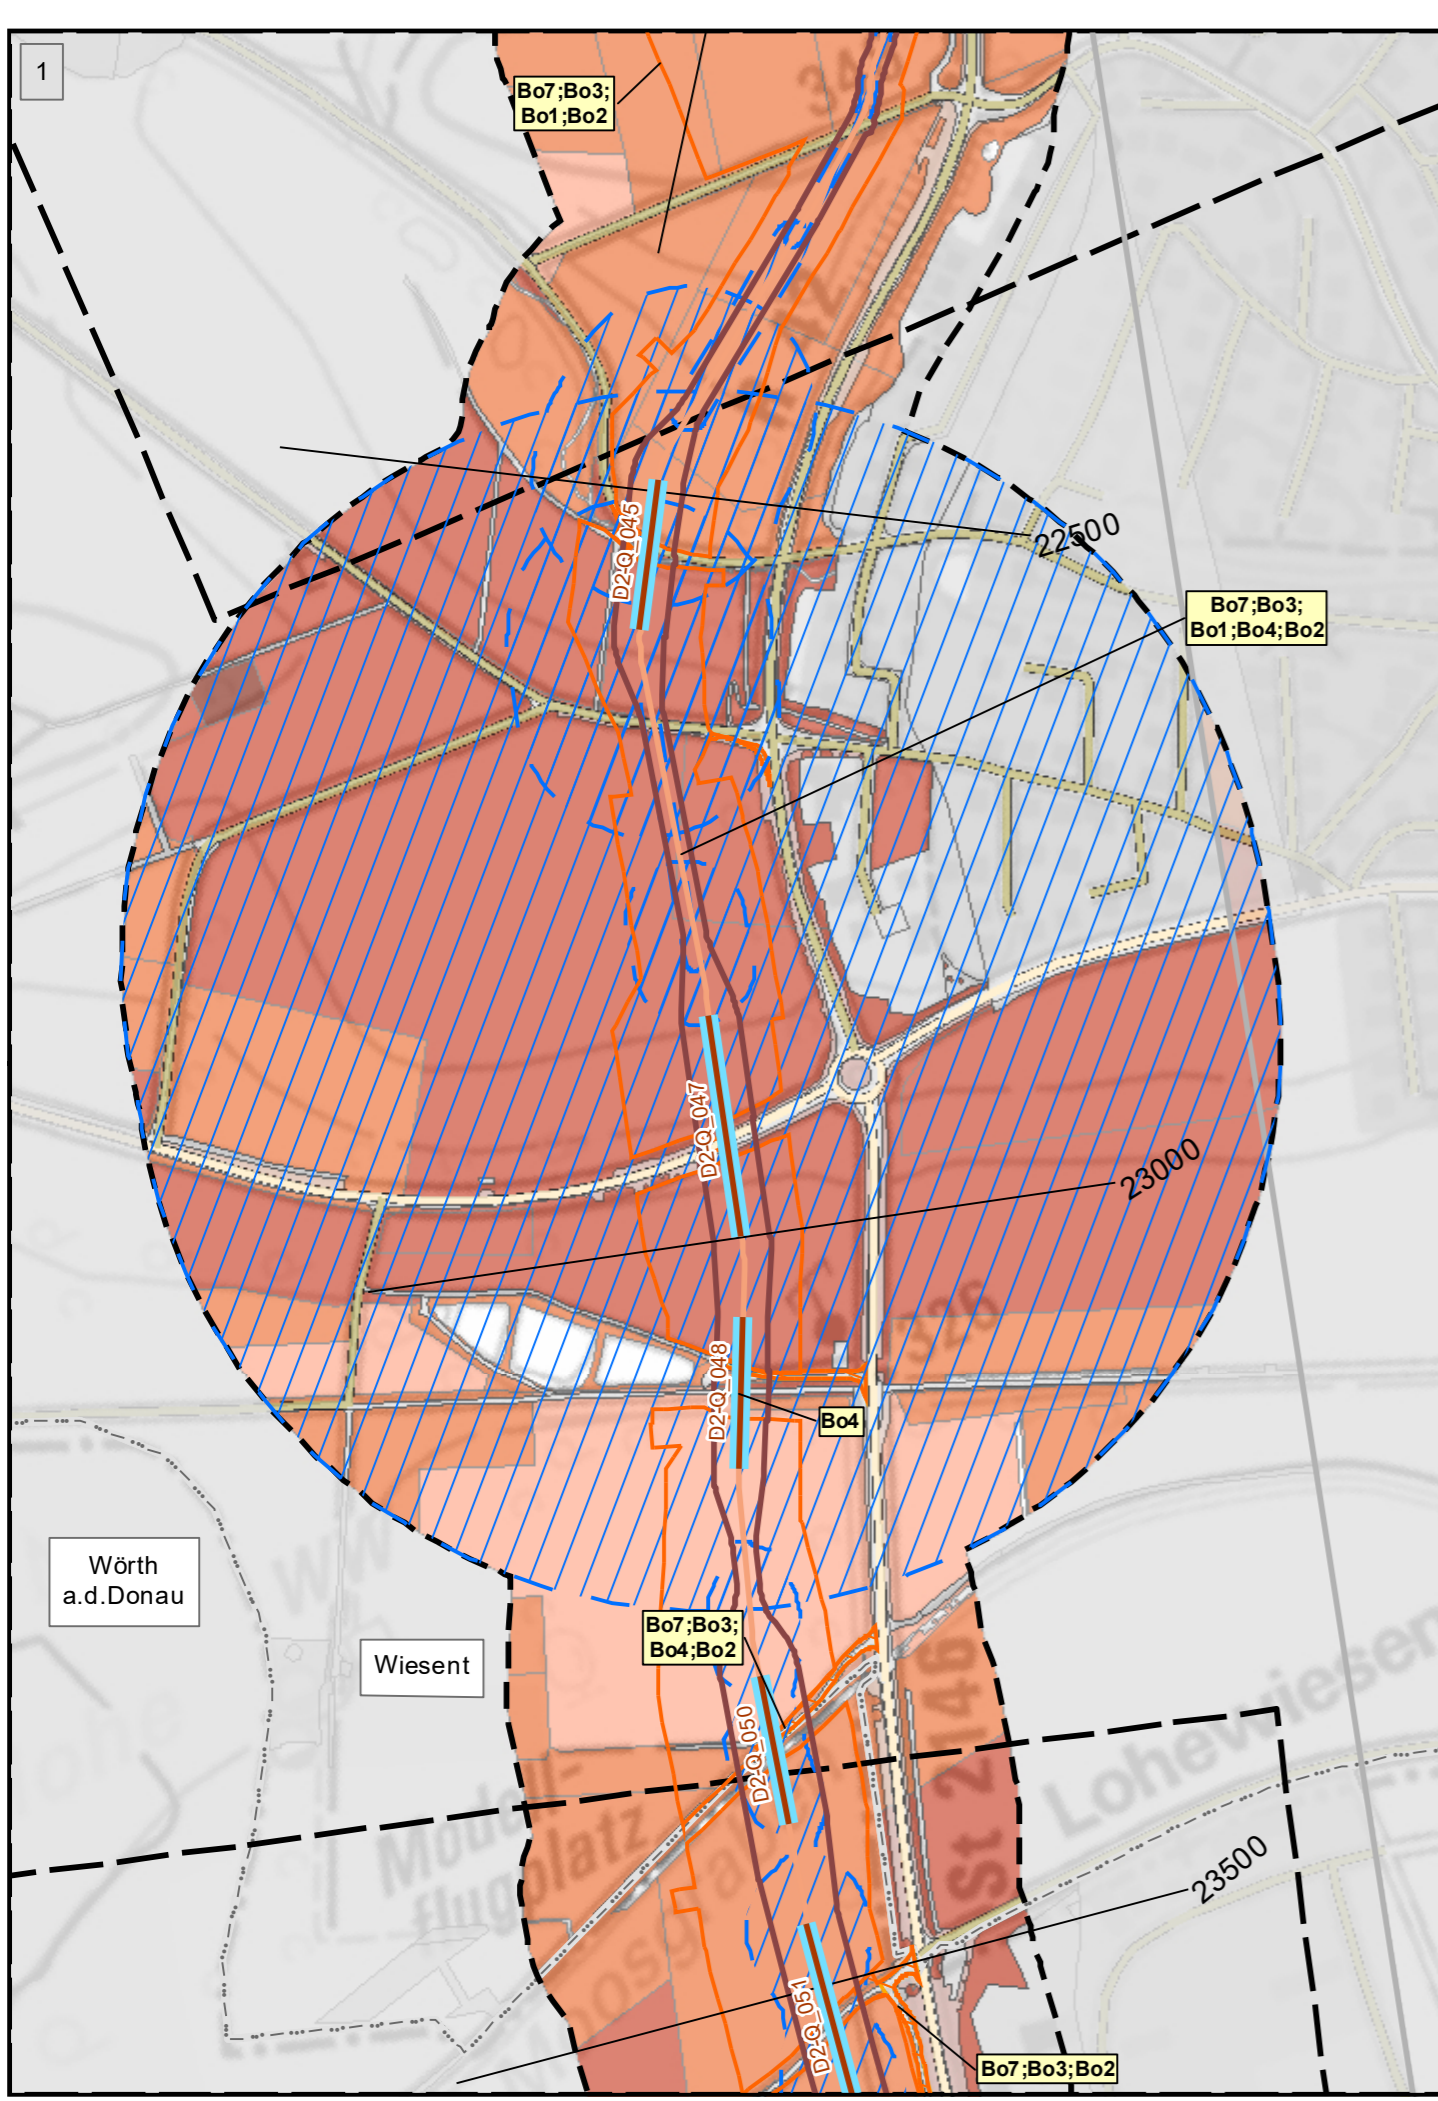 1
Bo7;Bo3;
Bo1;Bo2
D2-Q_045
22500
Bo7;Bo3;
Bo1;Bo4;Bo2
D2-Q_047
23000
326
D2-Q_048
Bo4
Wörth
a.d.Donau
Wiesent
Bo7;Bo3;
Bo4;Bo2
D2-Q_050
St 2146
Lohewiesen
Modell-
flugplatz
23500
D2-Q_051
Bo7;Bo3;Bo2